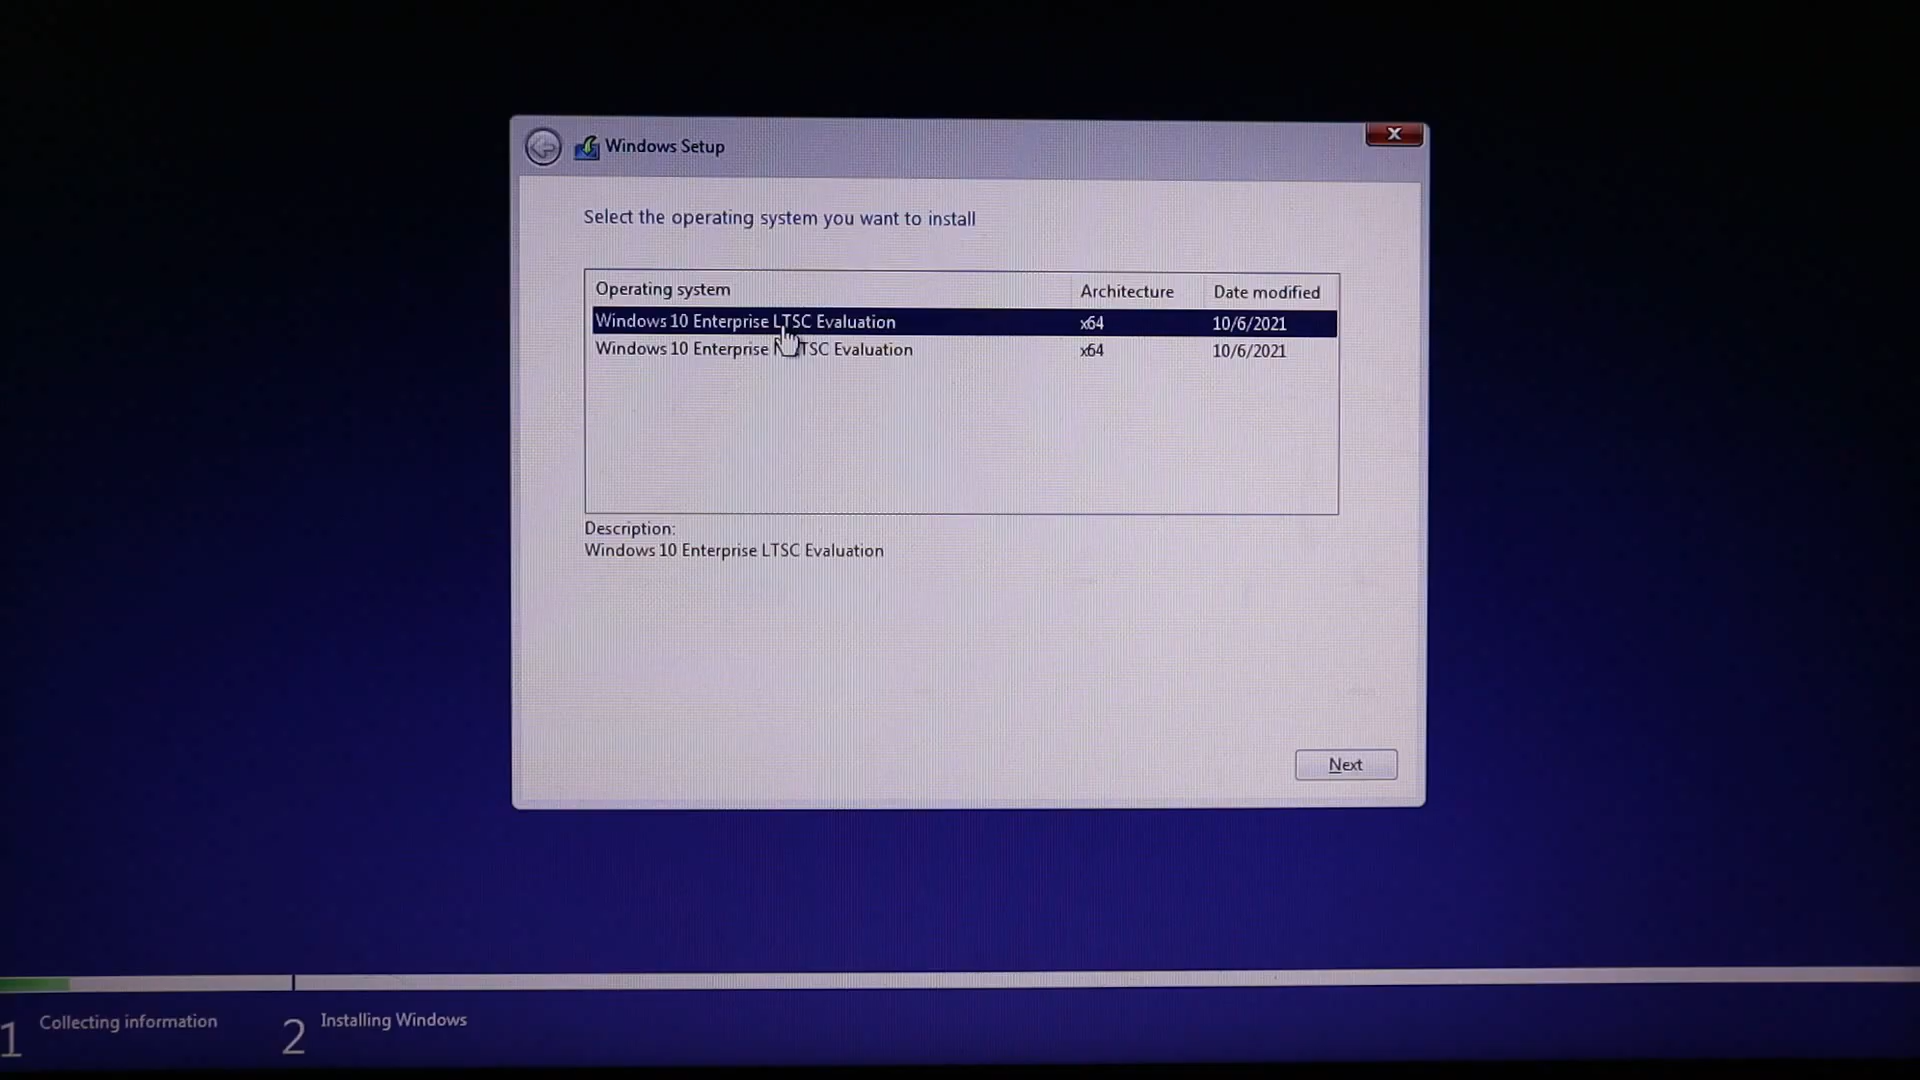 Windows Setup
Select the operating system you want to install
Operating system Architecture Date modified
Windows 10 Enterprise LTSC Evaluation x64 10/6/2021
Windows 10 Enterprise N LTSC Evaluation x64 10/6/2021
Description:
Windows 10 Enterprise LTSC Evaluation
Next
1 Collecting information 2 Installing Windows